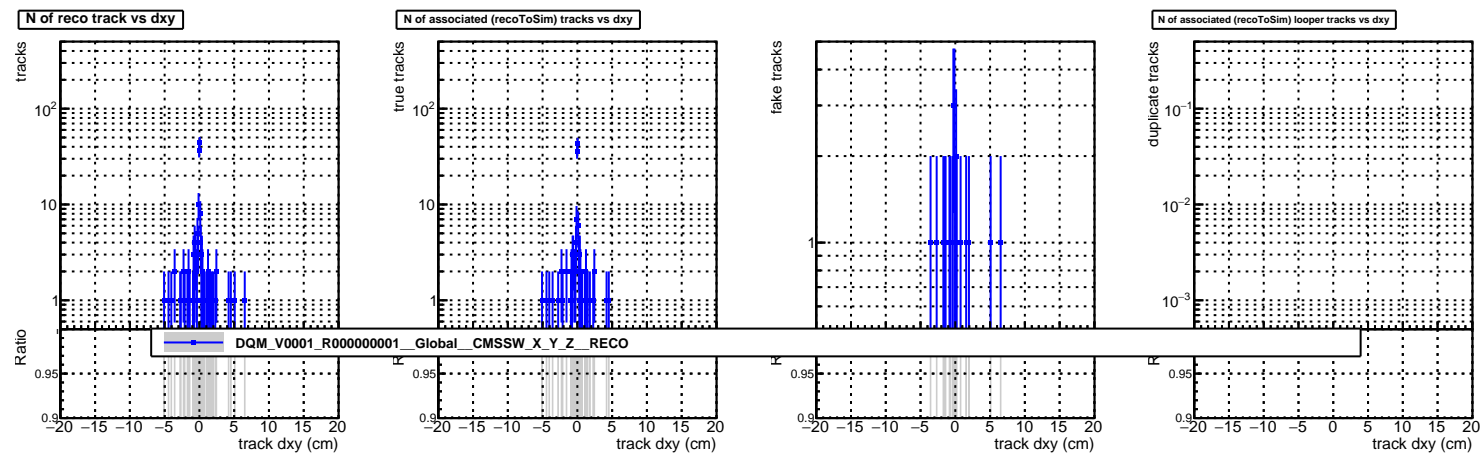 N of reco track vs dxy
tracks
10²
10
1
Ratio
0.95
0.9
−20 −15 −10 −5 0 5 10 15 20
track dxy (cm)
N of associated (recoToSim) tracks vs dxy
true tracks
10²
10
1
0.95
0.9
−20 −15 −10 −5 0 5 10 15 20
track dxy (cm)
fake tracks
1
0.95
0.9
−20 −15 −10 −5 0 5 10 15 20
track dxy (cm)
N of associated (recoToSim) looper tracks vs dxy
duplicate tracks
10⁻¹
10⁻²
10⁻³
0.95
0.9
−20 −15 −10 −5 0 5 10 15 20
track dxy (cm)
DQM_V0001_R000000001__Global__CMSSW_X_Y_Z__RECO